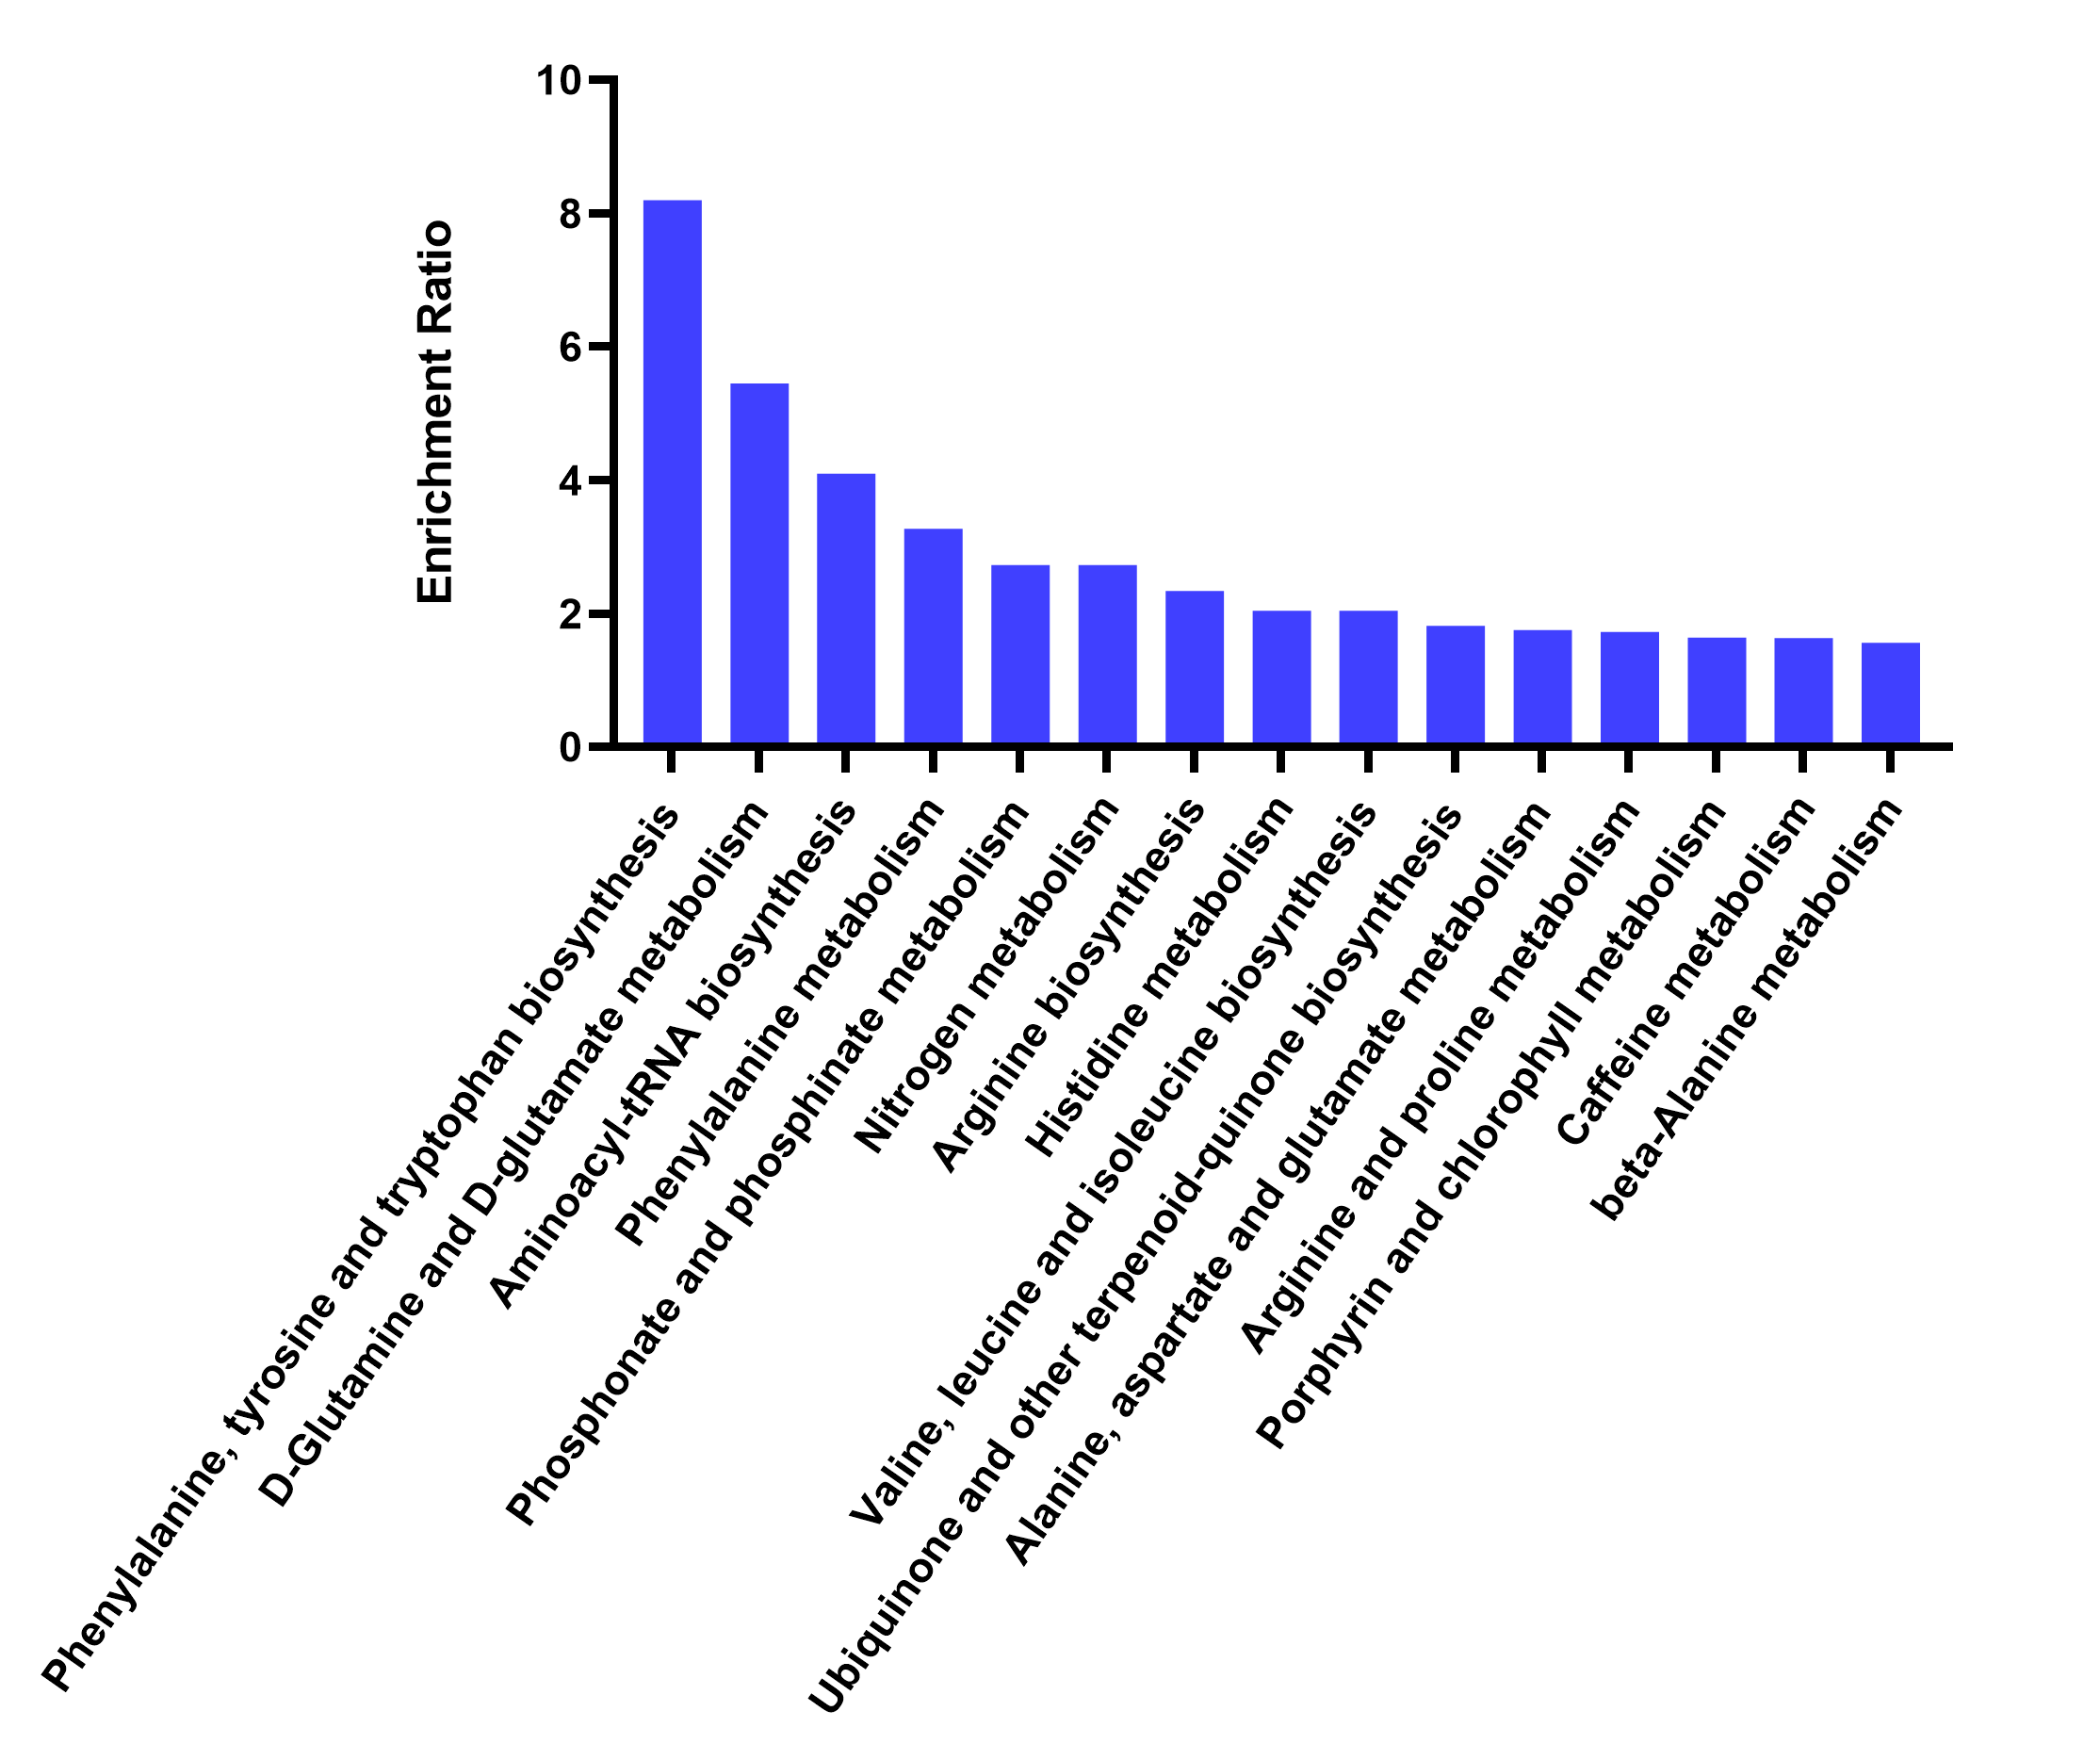 Enrichment Ratio
10
8
6
4
2
0
Phenylalanine, tyrosine and tryptophan biosynthesis
D-Glutamine and D-glutamate metabolism
Aminoacyl-tRNA biosynthesis
Phenylalanine metabolism
Phosphonate and phosphinate metabolism
Nitrogen metabolism
Arginine biosynthesis
Histidine metabolism
Valine, leucine and isoleucine biosynthesis
Ubiquinone and other terpenoid-quinone biosynthesis
Alanine, aspartate and glutamate metabolism
Arginine and proline metabolism
Porphyrin and chlorophyll metabolism
Caffeine metabolism
beta-Alanine metabolism